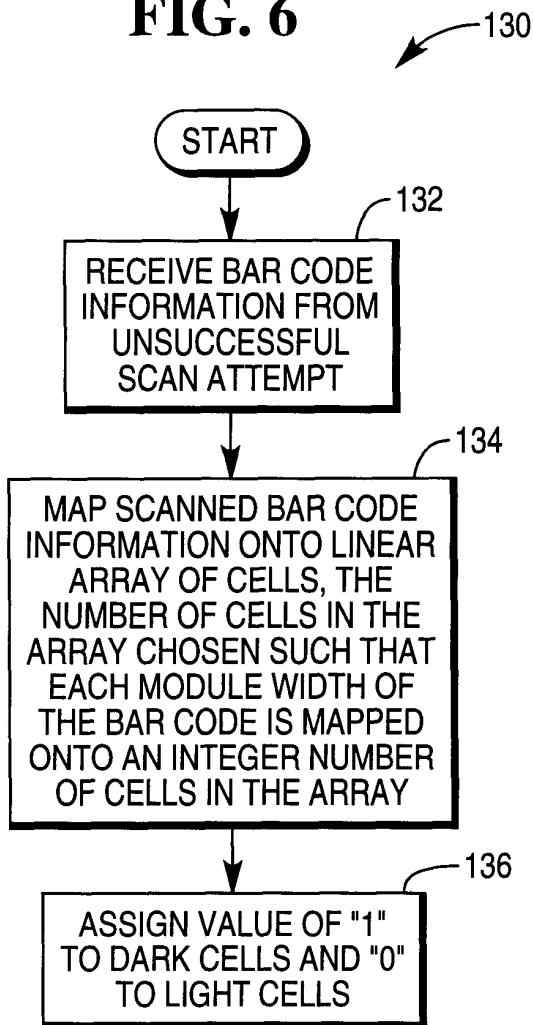 FIG. 6
130
START
132
RECEIVE BAR CODE
INFORMATION FROM
UNSUCCESSFUL
SCAN ATTEMPT
134
MAP SCANNED BAR CODE
INFORMATION ONTO LINEAR
ARRAY OF CELLS, THE
NUMBER OF CELLS IN THE
ARRAY CHOSEN SUCH THAT
EACH MODULE WIDTH OF
THE BAR CODE IS MAPPED
ONTO AN INTEGER NUMBER
OF CELLS IN THE ARRAY
136
ASSIGN VALUE OF "1"
TO DARK CELLS AND "0"
TO LIGHT CELLS